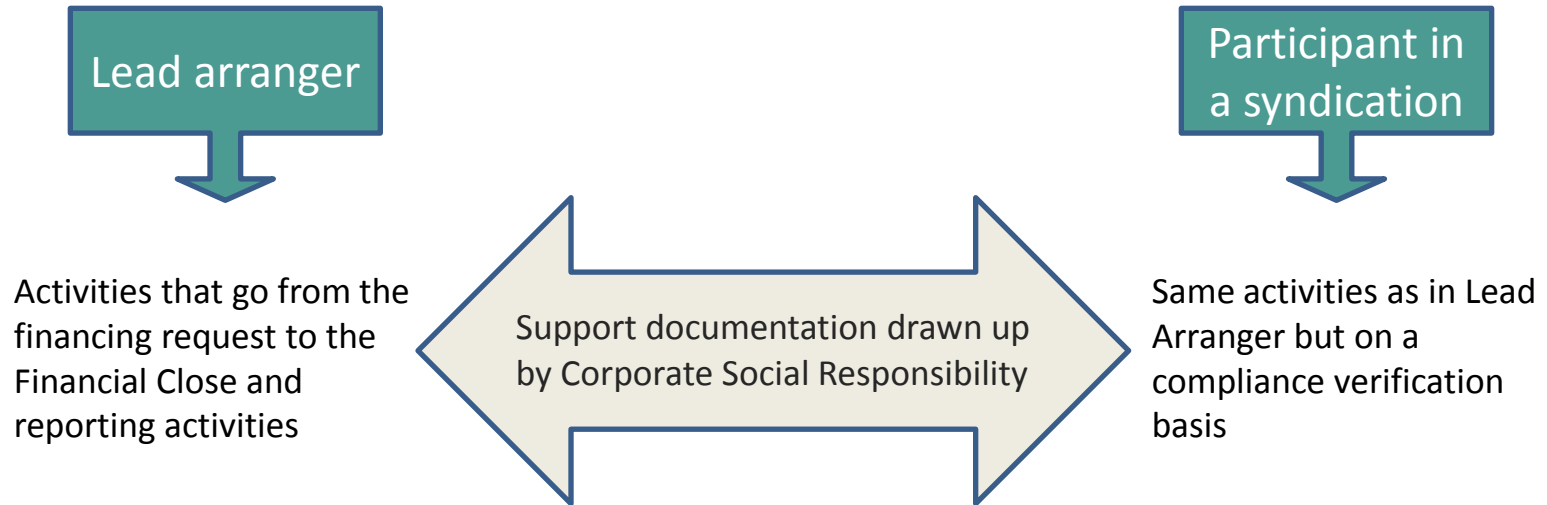 Lead arranger
Participant in
a syndication
Activities that go from the
financing request to the
Financial Close and
reporting activities
Support documentation drawn up
by Corporate Social Responsibility
Same activities as in Lead
Arranger but on a
compliance verification
basis